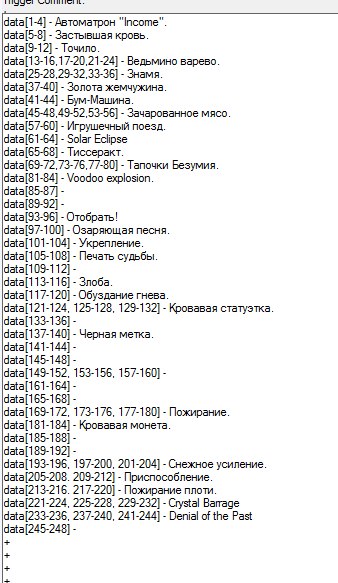 Trigger Comment:
data[1-4] - Автоматрон "Income".
data[5-8] - Застывшая кровь.
data[9-12] - Точило.
data[13-16,17-20,21-24] - Ведьмино варево.
data[25-28,29-32,33-36] - Знамя.
data[37-40] - Золота жемчужина.
data[41-44] - Бум-Машина.
data[45-48,49-52,53-56] - Зачарованное мясо.
data[57-60] - Игрушечный поезд.
data[61-64] - Solar Eclipse
data[65-68] - Тиссеракт.
data[69-72,73-76,77-80] - Тапочки Безумия.
data[81-84] - Voodoo explosion.
data[85-87] -
data[89-92] -
data[93-96] - Отобрать!
data[97-100] - Озаряющая песня.
data[101-104] - Укрепление.
data[105-108] - Печать судьбы.
data[109-112] -
data[113-116] - Злоба.
data[117-120] - Обуздание гнева.
data[121-124, 125-128, 129-132] - Кровавая статуэтка.
data[133-136] -
data[137-140] - Черная метка.
data[141-144] -
data[145-148] -
data[149-152, 153-156, 157-160] -
data[161-164] -
data[165-168] -
data[169-172, 173-176, 177-180] - Пожирание.
data[181-184] - Кровавая монета.
data[185-188] -
data[189-192] -
data[193-196, 197-200, 201-204] - Снежное усиление.
data[205-208. 209-212] - Приспособление.
data[213-216. 217-220] - Пожирание плоти.
data[221-224, 225-228, 229-232] - Crystal Barrage
data[233-236, 237-240, 241-244] - Denial of the Past
data[245-248] -
+
+
+
+